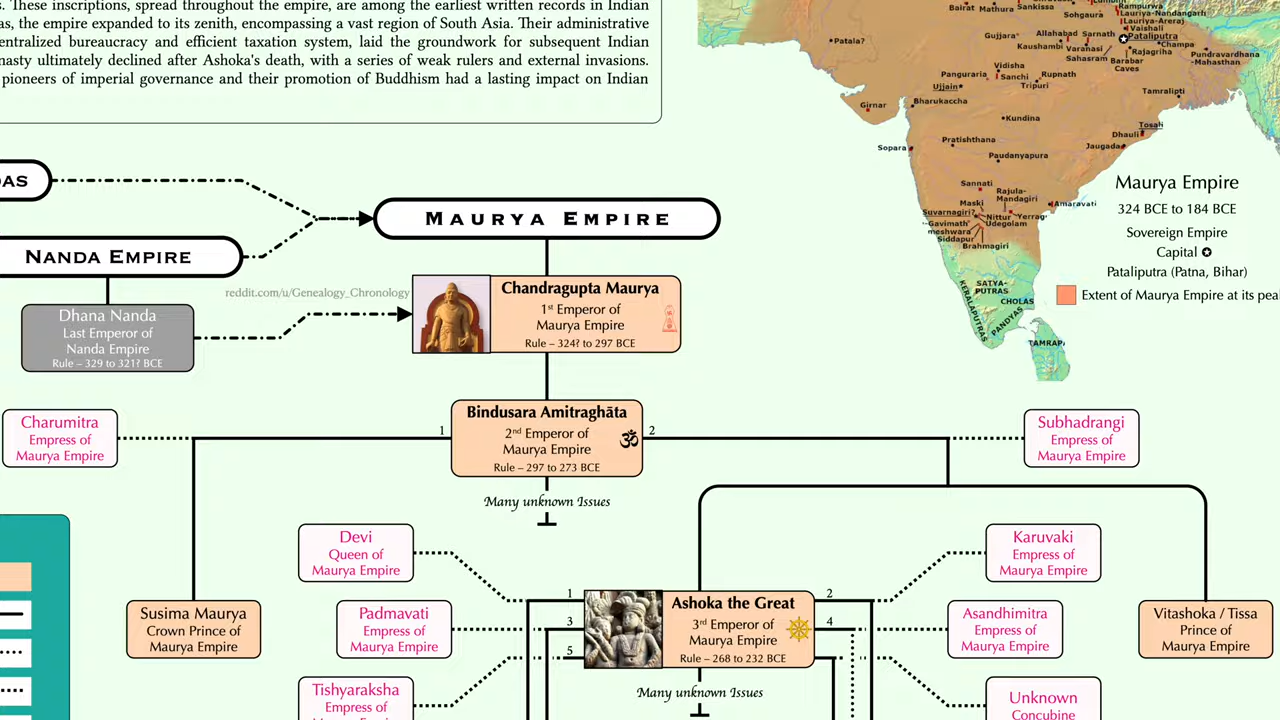 s. These inscriptions, spread throughout the empire, are among the earliest written records in Indian
as, the empire expanded to its zenith, encompassing a vast region of South Asia. Their administrative
entralized bureaucracy and efficient taxation system, laid the groundwork for subsequent Indian
nasty ultimately declined after Ashoka's death, with a series of weak rulers and external invasions.
pioneers of imperial governance and their promotion of Buddhism had a lasting impact on Indian
Bairat
Mathura
Sankissa
Sohgaura
Rampurwa
Lauriya-Nandangarh
Lauriya-Araraj
Vaishali
Patala?
Gujjara
Allahabad
Sarnath
Pataliputra
Kaushambi
Varanasi
Champa
Sahasram
Rajagriha
Barabar
Caves
Pundravardhana
-Mahasthan
Vidisha
Panguraria
Sanchi
Rupnath
Ujjain
Tripuri
Tamralipti
Girnar
Bharukaccha
Kundina
Tosali
Dhauli
Sopara
Pratishthana
Jaugada
Paudanyapura
Sannati
Rajula-
Mandagiri
Maski
Amaravati
Suvarnagiri?
Nittur
Yerrag
Gavimath
Udegolam
meshwara
Siddapur
Brahmagiri
SATYA-
PUTRAS
CHOLAS
KERALAPUTRAS
PANDYAS
TAMRAP
Maurya Empire
324 BCE to 184 BCE
Sovereign Empire
Capital
Pataliputra (Patna, Bihar)
Extent of Maurya Empire at its peal
DAS
MAURYA EMPIRE
NANDA EMPIRE
reddit.com/u/Genealogy_Chronology
Dhana Nanda
Last Emperor of
Nanda Empire
Rule – 329 to 321? BCE
Chandragupta Maurya
1st Emperor of
Maurya Empire
Rule – 324? to 297 BCE
Charumitra
Empress of
Maurya Empire
1
Bindusara Amitraghāta
2nd Emperor of
Maurya Empire
Rule – 297 to 273 BCE
ॐ
2
Subhadrangi
Empress of
Maurya Empire
Many unknown Issues
Devi
Queen of
Maurya Empire
Karuvaki
Empress of
Maurya Empire
Susima Maurya
Crown Prince of
Maurya Empire
Padmavati
Empress of
Maurya Empire
1
3
5
Ashoka the Great
3rd Emperor of
Maurya Empire
Rule – 268 to 232 BCE
2
4
Asandhimitra
Empress of
Maurya Empire
Vitashoka / Tissa
Prince of
Maurya Empire
Tishyaraksha
Empress of
Maurya Empire
Many unknown Issues
Unknown
Concubine